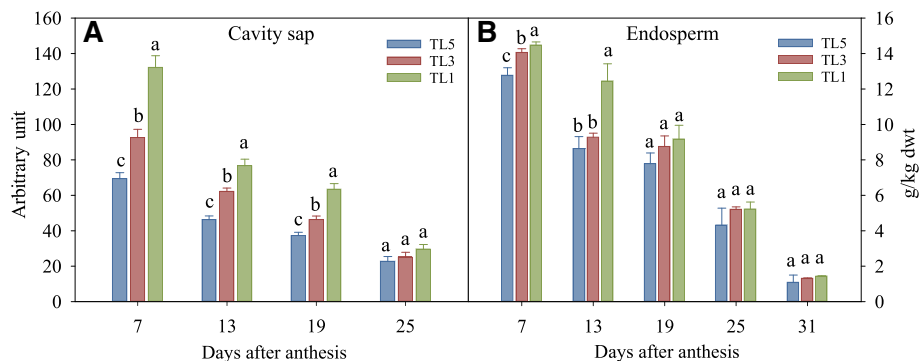 A Cavity sap
TL5
TL3
TL1
160
140
120
100
80
60
40
20
0
Arbitrary unit
c b a
c b a
c b a
a a a
7 13 19 25
Days after anthesis
B Endosperm
TL5
TL3
TL1
16
14
12
10
8
6
4
2
0
g/kg dwt
c b a
b b a
a a a
a a a
a a a
7 13 19 25 31
Days after anthesis